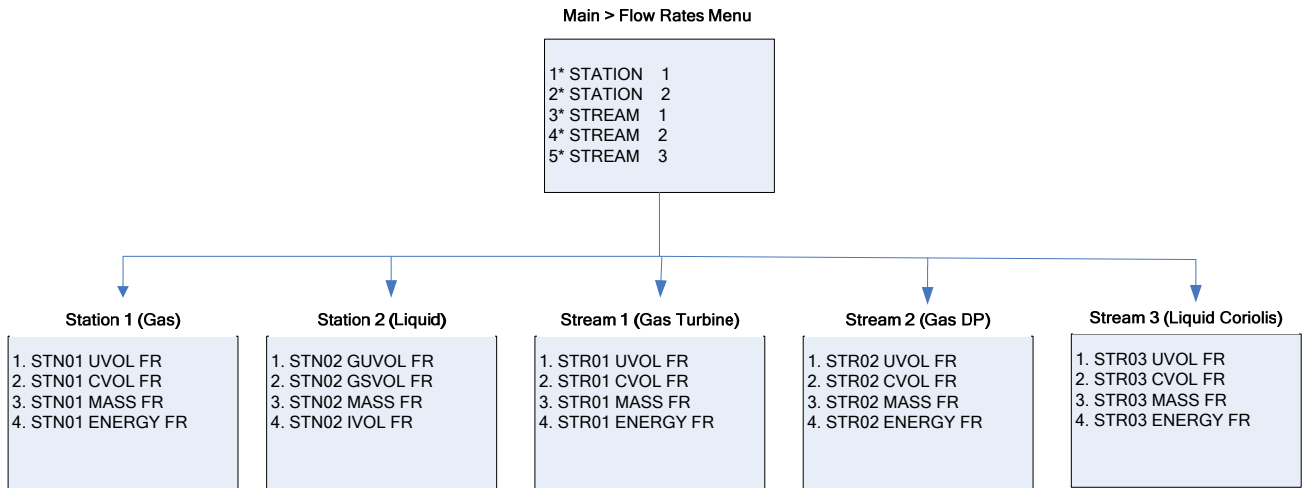 Main > Flow Rates Menu
1* STATION 1
2* STATION 2
3* STREAM 1
4* STREAM 2
5* STREAM 3
Station 1 (Gas)
1. STN01 UVOL FR
2. STN01 CVOL FR
3. STN01 MASS FR
4. STN01 ENERGY FR
Station 2 (Liquid)
1. STN02 GUVOL FR
2. STN02 GSVOL FR
3. STN02 MASS FR
4. STN02 IVOL FR
Stream 1 (Gas Turbine)
1. STR01 UVOL FR
2. STR01 CVOL FR
3. STR01 MASS FR
4. STR01 ENERGY FR
Stream 2 (Gas DP)
1. STR02 UVOL FR
2. STR02 CVOL FR
3. STR02 MASS FR
4. STR02 ENERGY FR
Stream 3 (Liquid Coriolis)
1. STR03 UVOL FR
2. STR03 CVOL FR
3. STR03 MASS FR
4. STR03 ENERGY FR